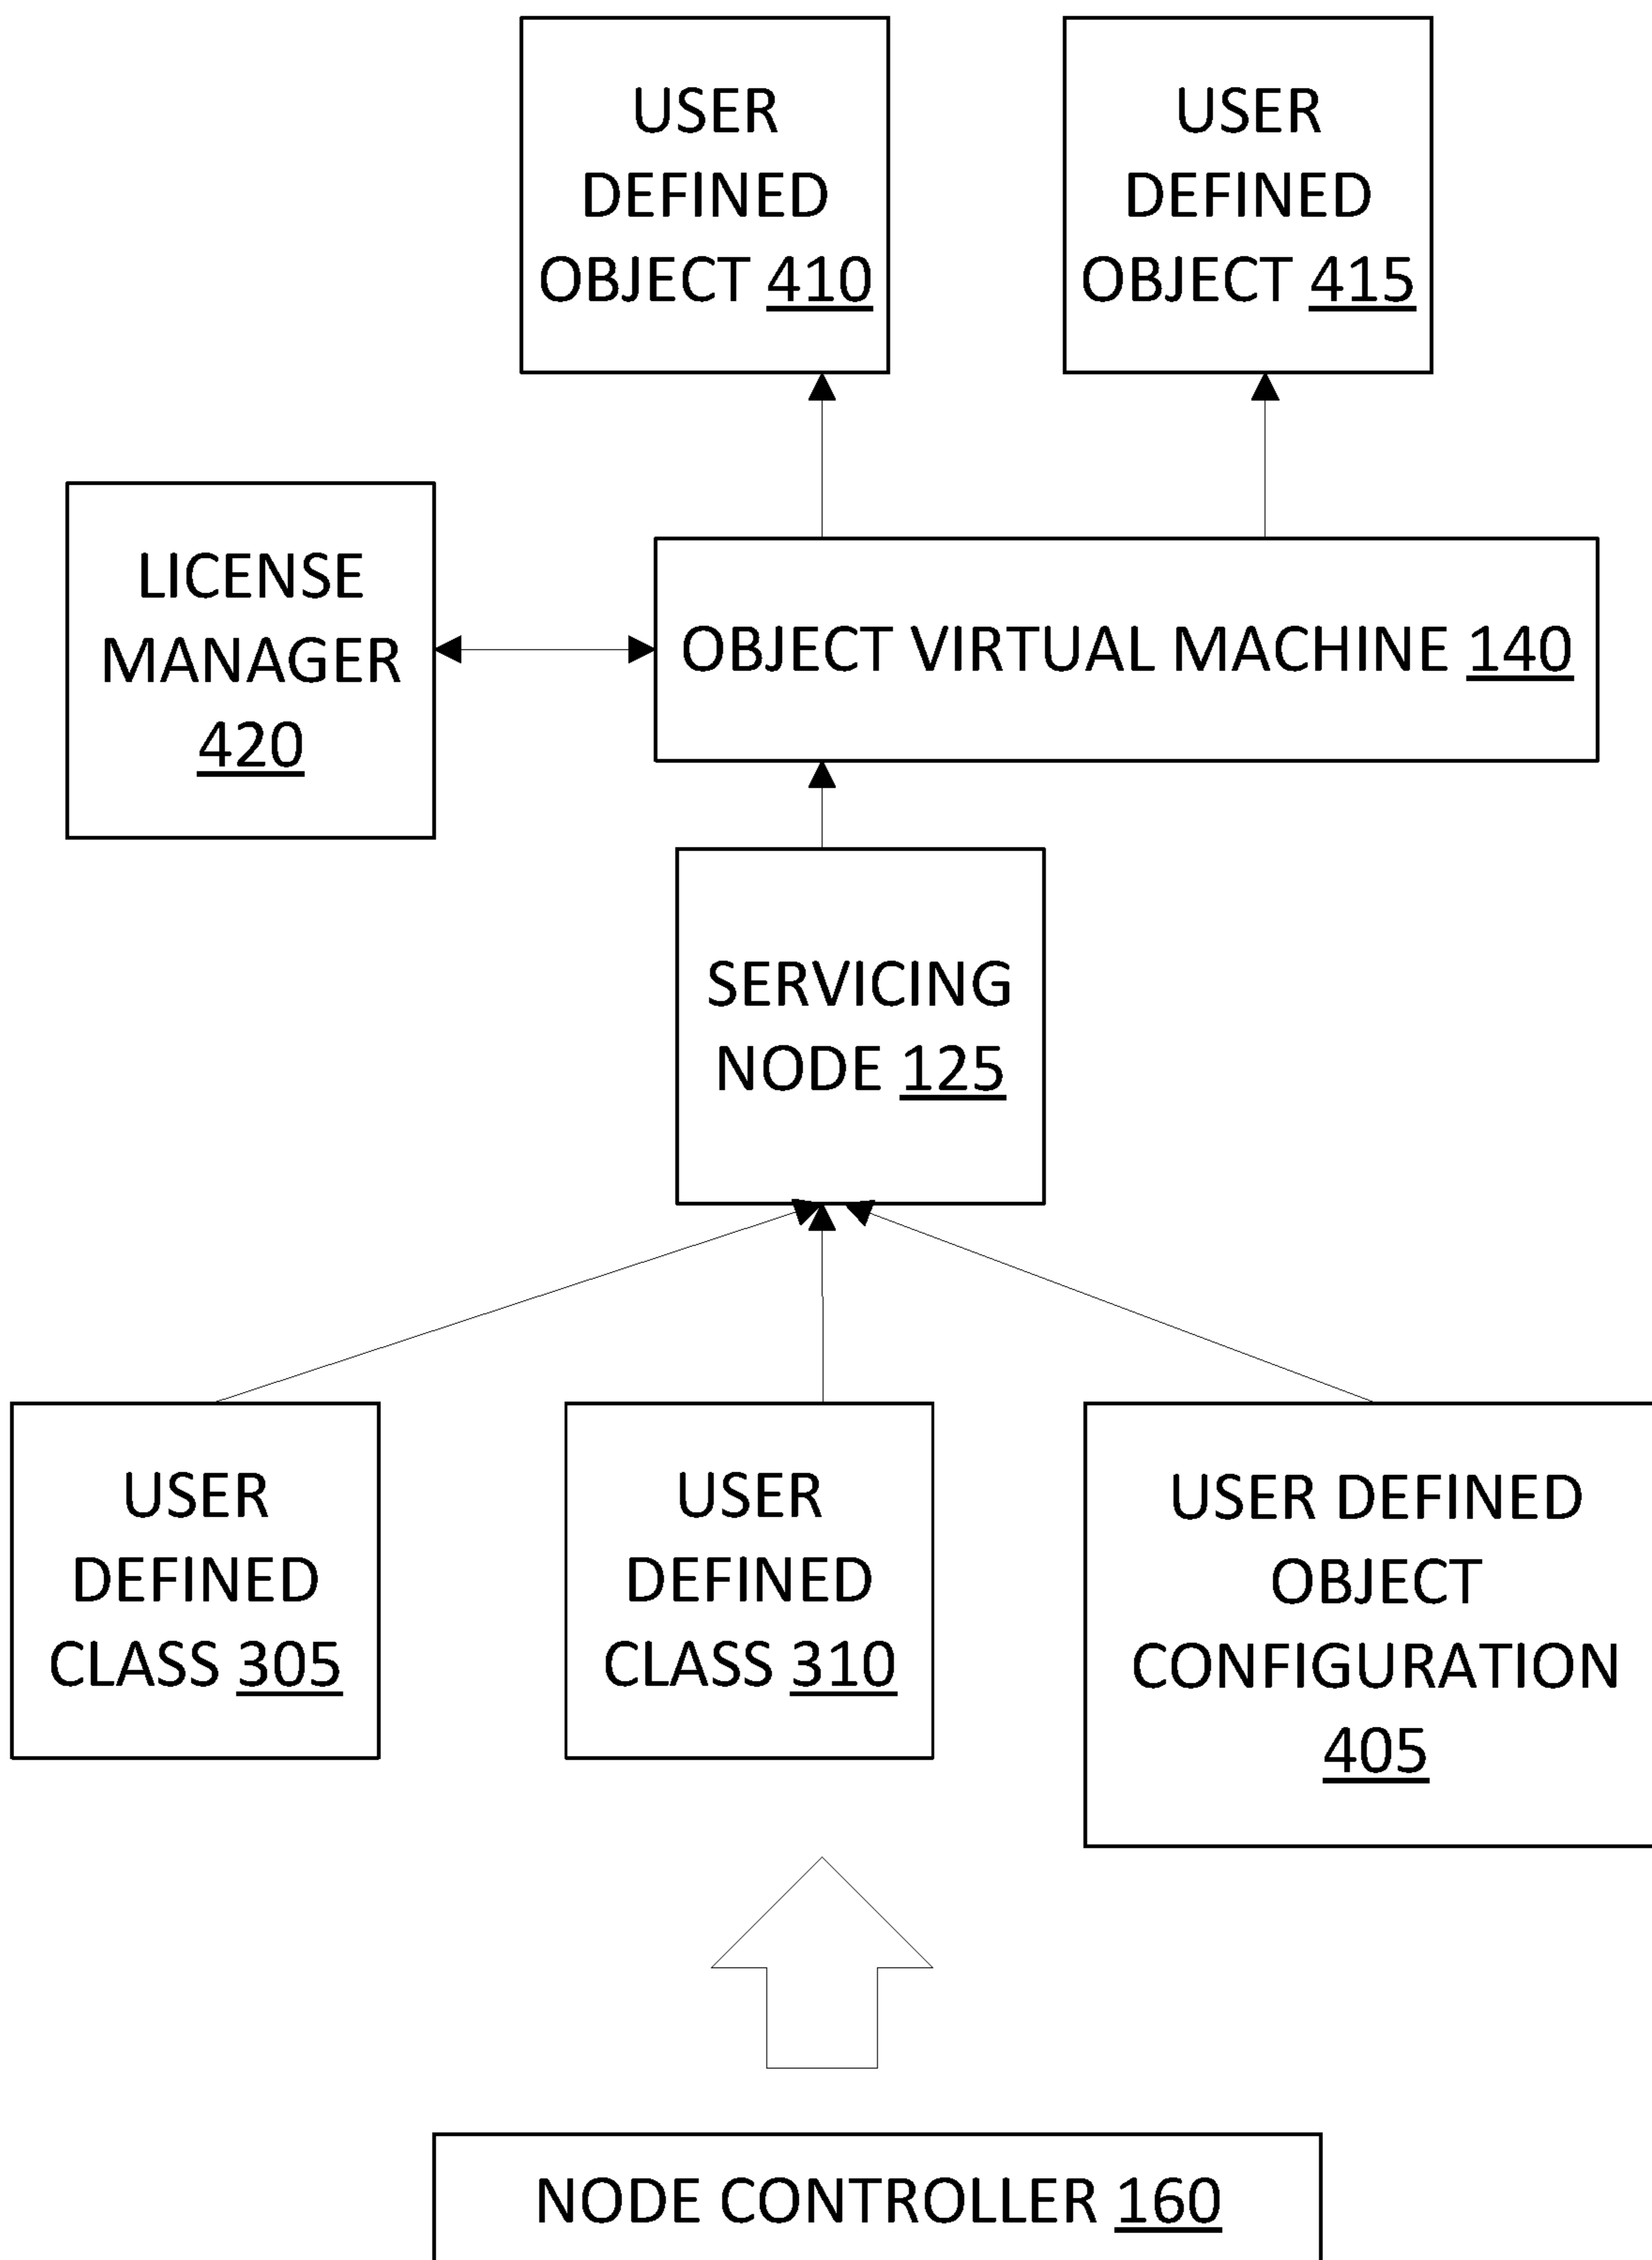 USER
DEFINED
OBJECT 410
USER
DEFINED
OBJECT 415
LICENSE
MANAGER
420
OBJECT VIRTUAL MACHINE 140
SERVICING
NODE 125
USER
DEFINED
CLASS 305
USER
DEFINED
CLASS 310
USER DEFINED
OBJECT
CONFIGURATION
405
NODE CONTROLLER 160